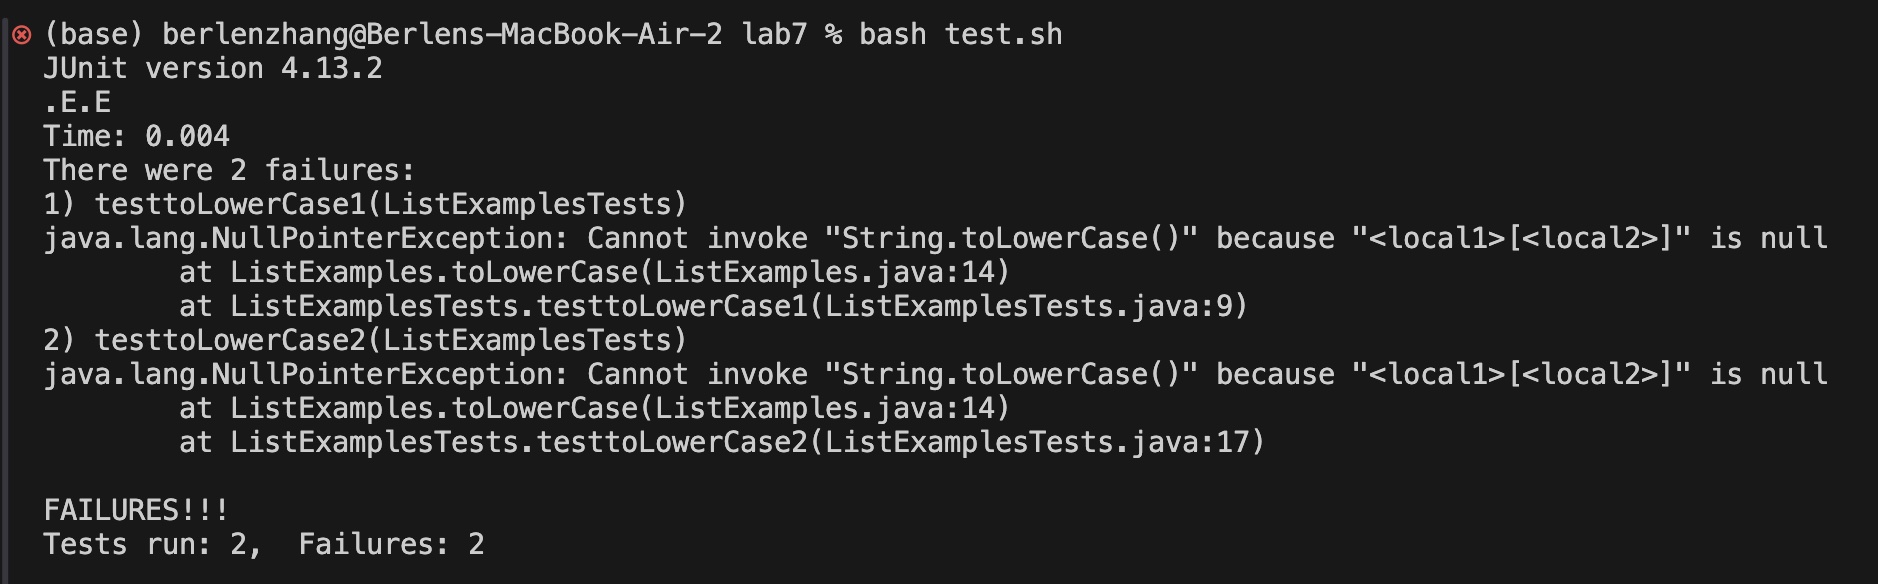 (base) berlenzhang@Berlens-MacBook-Air-2 lab7 % bash test.sh
JUnit version 4.13.2
.E.E
Time: 0.004
There were 2 failures:
1) testtoLowerCase1(ListExamplesTests)
java.lang.NullPointerException: Cannot invoke "String.toLowerCase()" because "<local1>[<local2>]" is null
        at ListExamples.toLowerCase(ListExamples.java:14)
        at ListExamplesTests.testtoLowerCase1(ListExamplesTests.java:9)
2) testtoLowerCase2(ListExamplesTests)
java.lang.NullPointerException: Cannot invoke "String.toLowerCase()" because "<local1>[<local2>]" is null
        at ListExamples.toLowerCase(ListExamples.java:14)
        at ListExamplesTests.testtoLowerCase2(ListExamplesTests.java:17)

FAILURES!!!
Tests run: 2,  Failures: 2